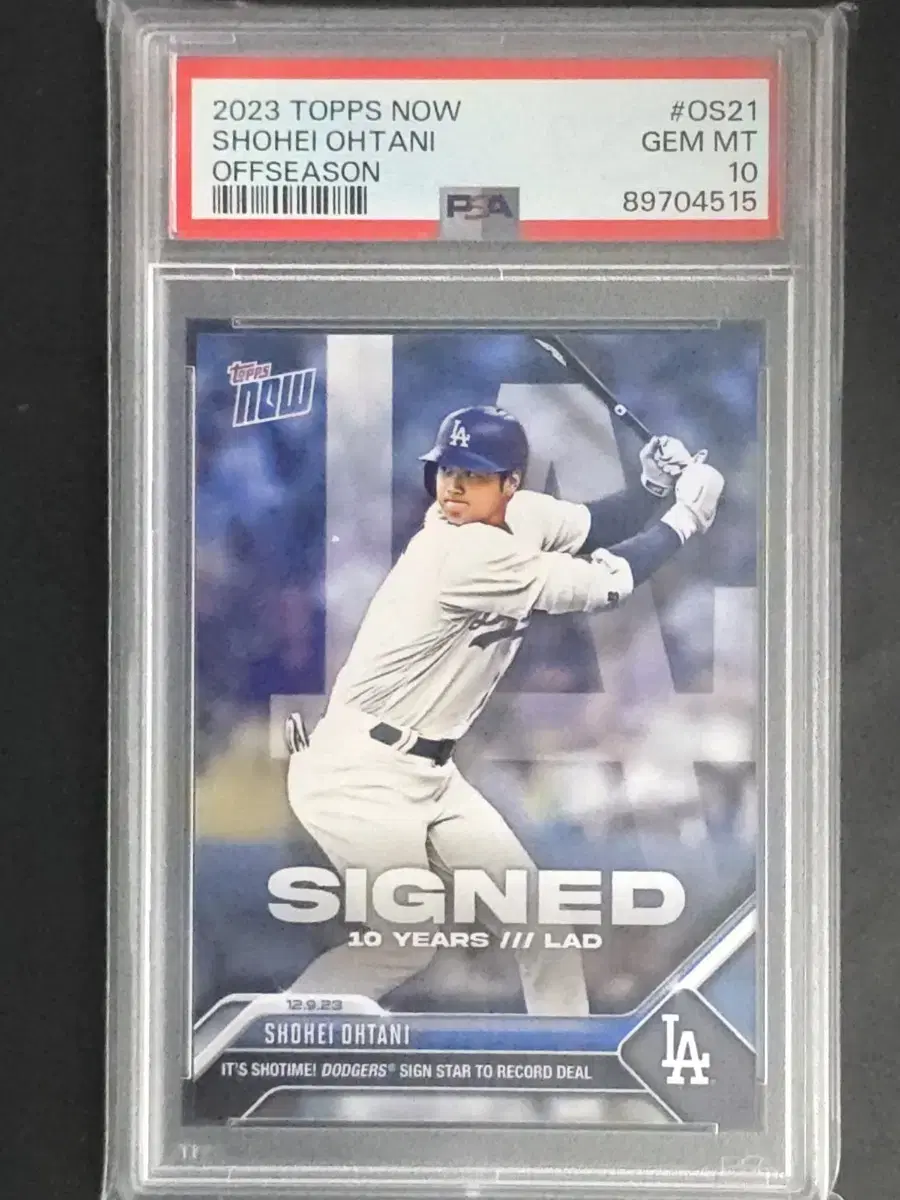 2023 TOPPS NOW #OS21
SHOHEI OHTANI GEM MT
OFFSEASON 10
PSA 89704515
TOPPS
NOW
LA
LA
SIGNED
10 YEARS /// LAD
12.9.23
SHOHEI OHTANI
IT'S SHOTIME! DODGERS® SIGN STAR TO RECORD DEAL
LA